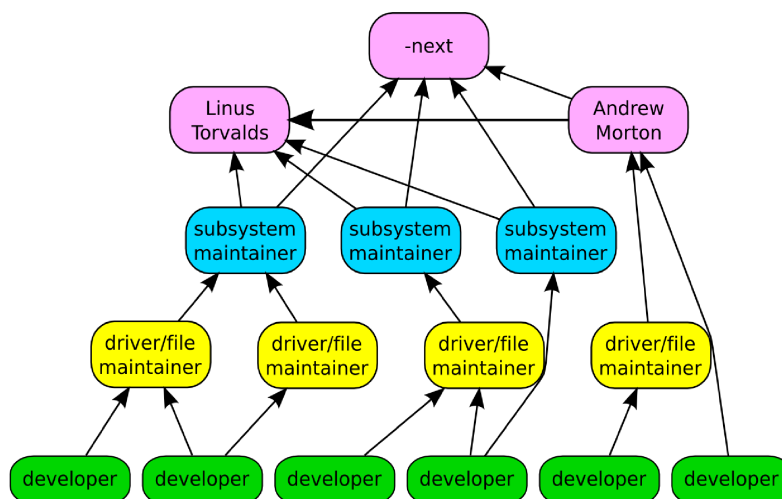 -next
Linus
Torvalds
Andrew
Morton
subsystem
maintainer
subsystem
maintainer
subsystem
maintainer
driver/file
maintainer
driver/file
maintainer
driver/file
maintainer
driver/file
maintainer
developer
developer
developer
developer
developer
developer